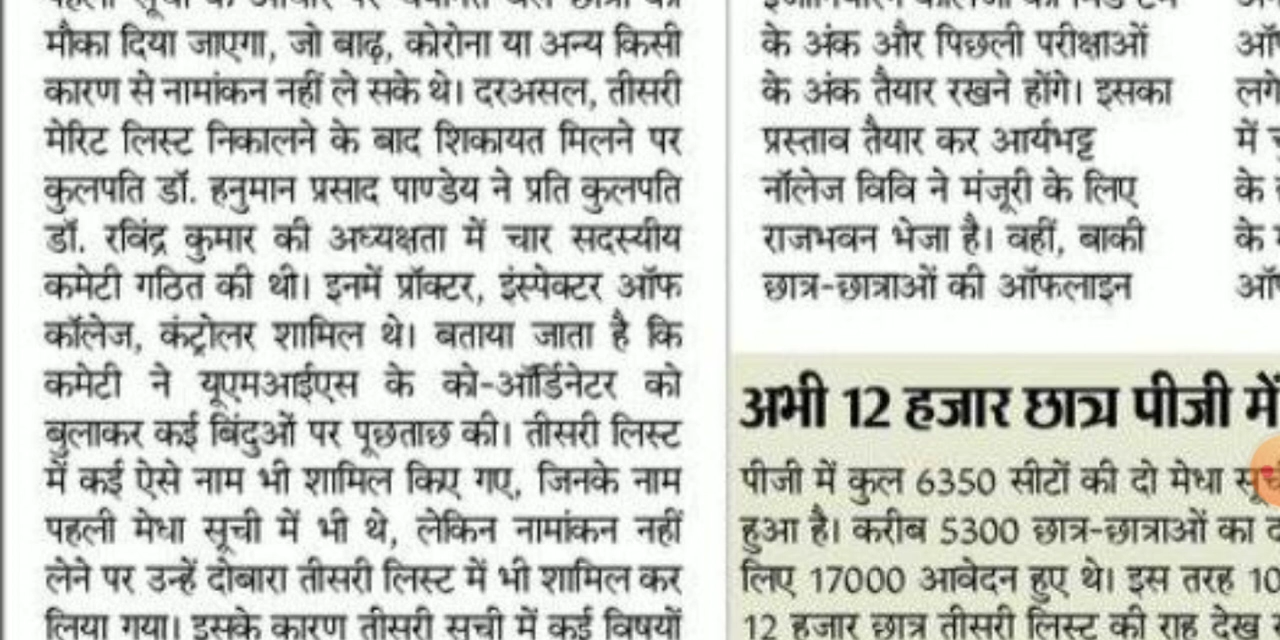 मौका दिया जाएगा, जो बाढ़, कोरोना या अन्य किसी
कारण से नामांकन नहीं ले सके थे। दरअसल, तीसरी
मेरिट लिस्ट निकालने के बाद शिकायत मिलने पर
कुलपति डॉ. हनुमान प्रसाद पाण्डेय ने प्रति कुलपति
डॉ. रविंद्र कुमार की अध्यक्षता में चार सदस्यीय
कमेटी गठित की थी। इनमें प्रॉक्टर, इंस्पेक्टर ऑफ
कॉलेज, कंट्रोलर शामिल थे। बताया जाता है कि
कमेटी ने यूएमआईएस के को-ऑर्डिनेटर को
बुलाकर कई बिंदुओं पर पूछताछ की। तीसरी लिस्ट
में कई ऐसे नाम भी शामिल किए गए, जिनके नाम
पहली मेधा सूची में भी थे, लेकिन नामांकन नहीं
लेने पर उन्हें दोबारा तीसरी लिस्ट में भी शामिल कर
लिया गया। इसके कारण तीसरी सूची में कई विषयों
के अंक और पिछली परीक्षाओं
के अंक तैयार रखने होंगे। इसका
प्रस्ताव तैयार कर आर्यभट्ट
नॉलेज विवि ने मंजूरी के लिए
राजभवन भेजा है। वहीं, बाकी
छात्र-छात्राओं की ऑफलाइन
अभी 12 हजार छात्र पीजी में
पीजी में कुल 6350 सीटों की दो मेधा
हुआ है। करीब 5300 छात्र-छात्राओं का
लिए 17000 आवेदन हुए थे। इस तरह 10
12 हजार छात्र तीसरी लिस्ट की राह देख
लगे
में
के
के